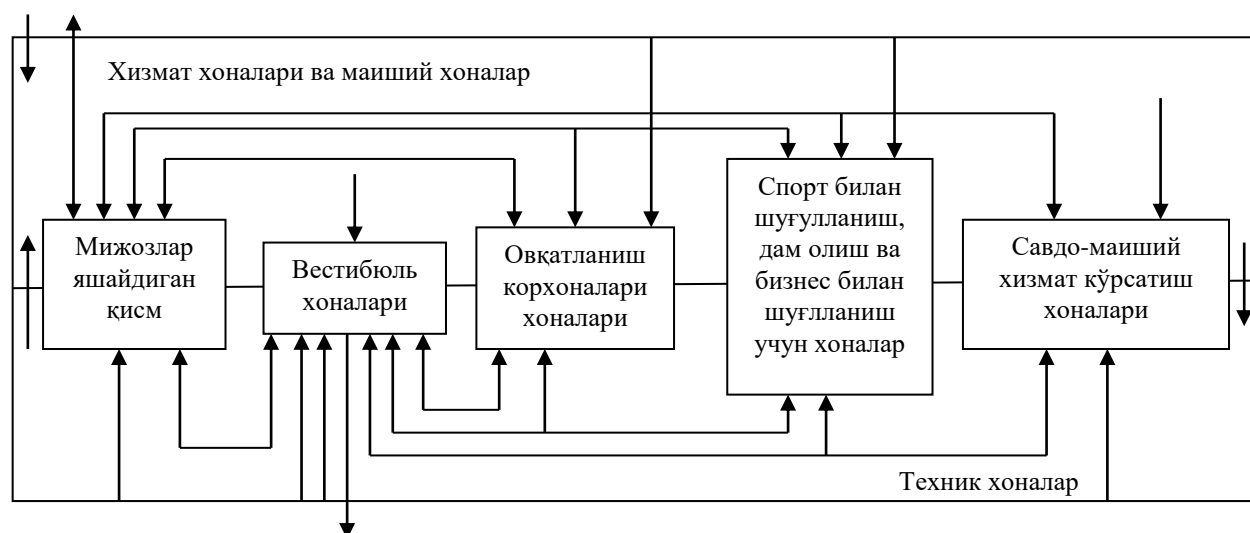 Хизмат хоналари ва маиший хоналар
Мижозлар
яшайдиган
қисм
Вестибюль
хоналари
Овқатланиш
корхоналари
хоналари
Спорт билан
шуғулланиш,
дам олиш ва
бизнес билан
шуғлланиш
учун хоналар
Савдо-маиший
хизмат кўрсатиш
хоналари
Техник хоналар